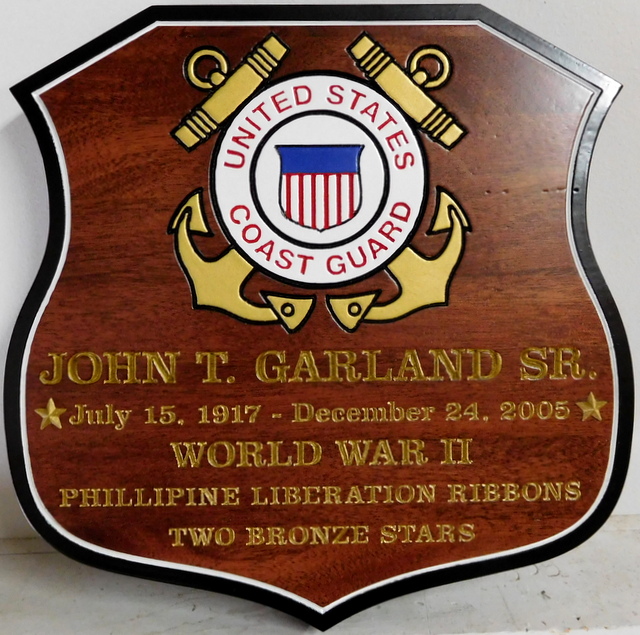 UNITED STATES
COAST GUARD
JOHN T. GARLAND SR.
July 15, 1917 - December 24, 2005
WORLD WAR II
PHILLIPINE LIBERATION RIBBONS
TWO BRONZE STARS